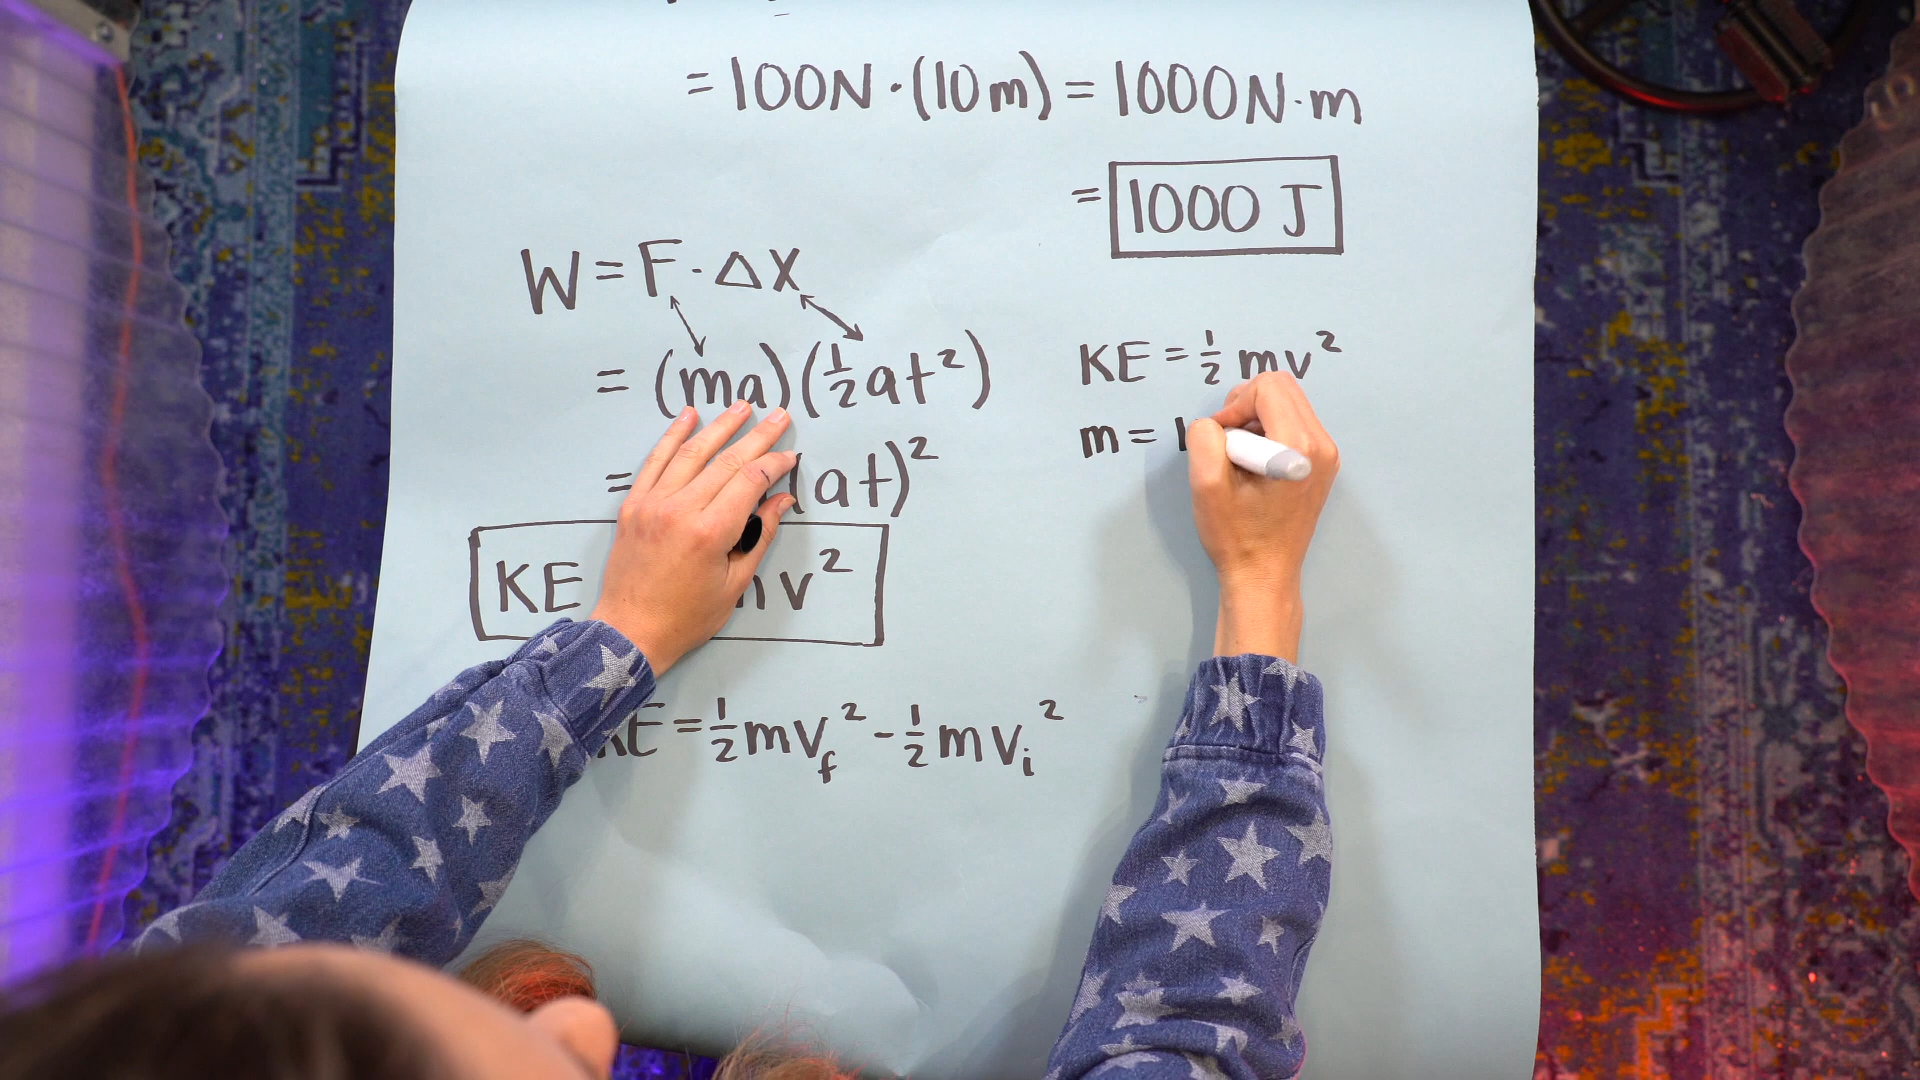 = 100N · (10m) = 1000N·m
= 1000 J
W = F · ΔX
= (ma)(½at²)
= (at)²
KE v²
KE = ½mv_f² - ½mv_i²
KE = ½mv²
m =